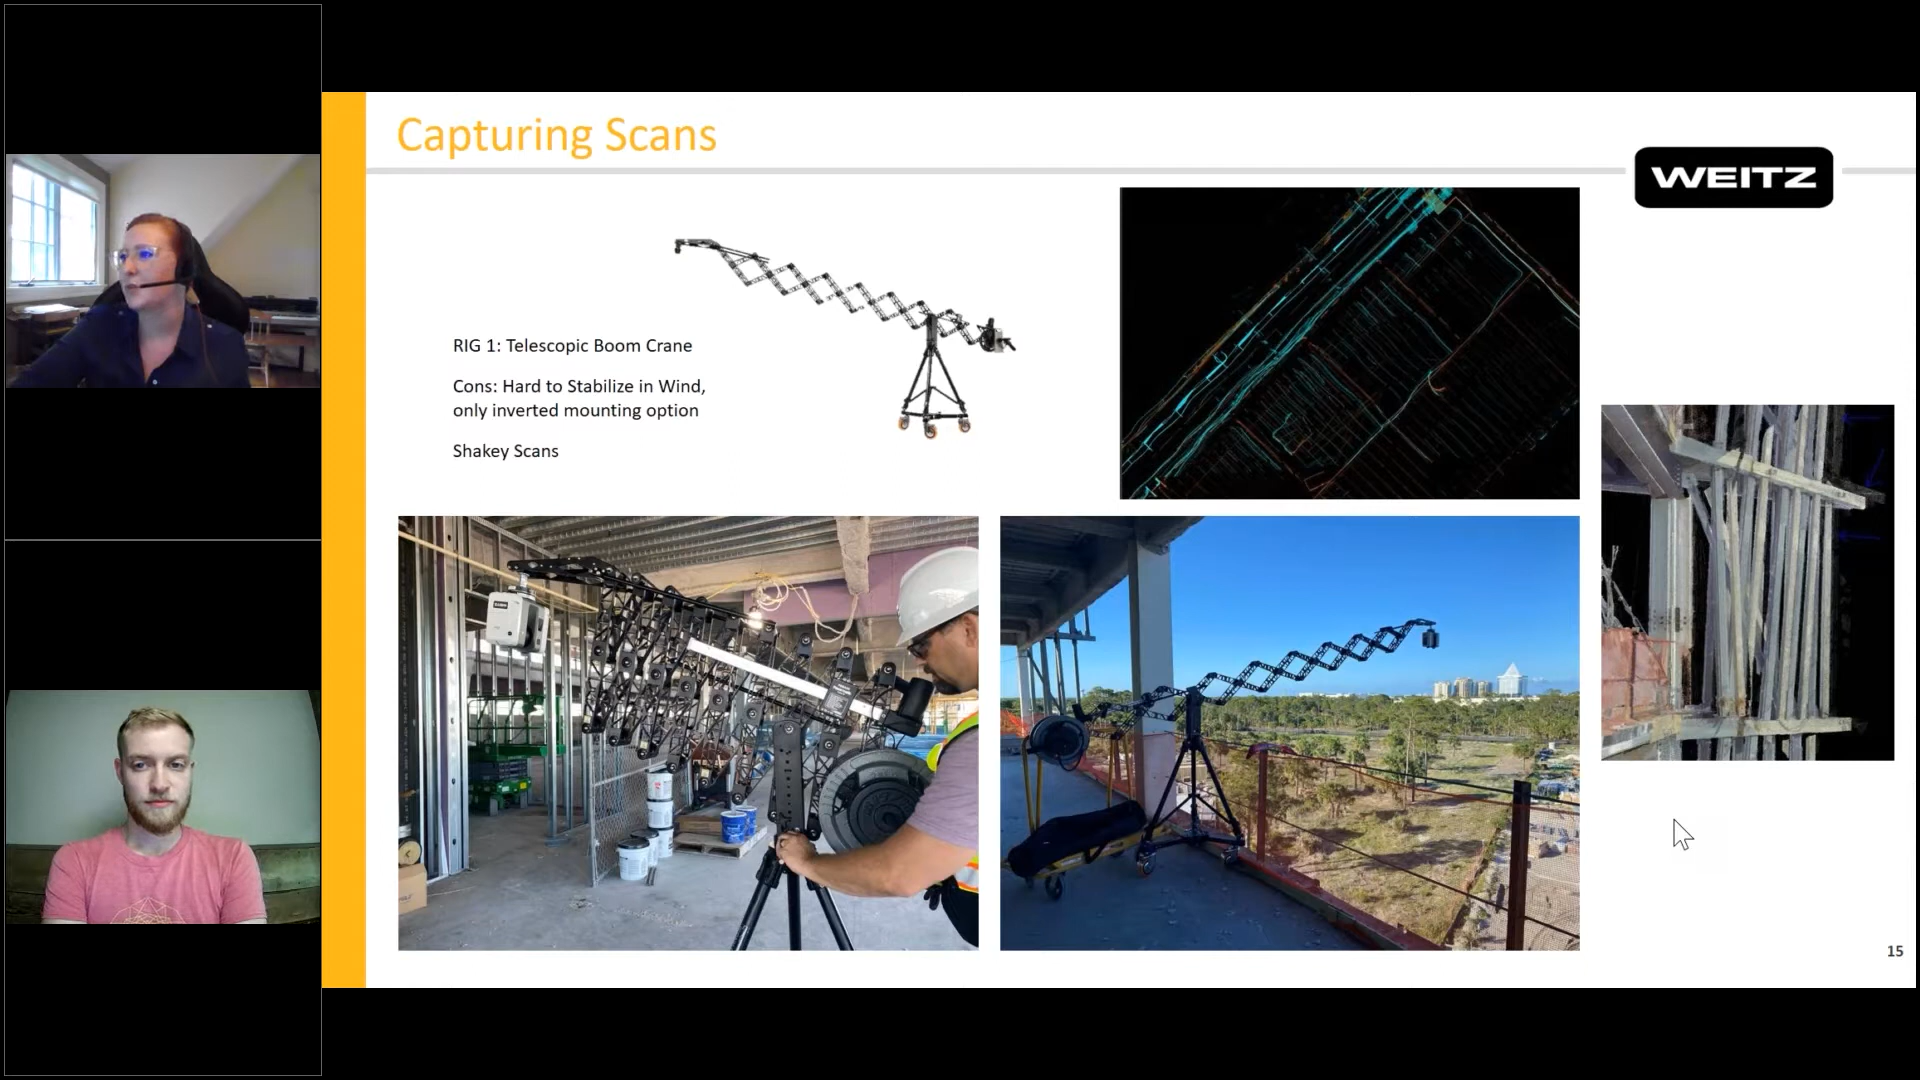 Capturing Scans
WEITZ
RIG 1: Telescopic Boom Crane
Cons: Hard to Stabilize in Wind,
only inverted mounting option
Shakey Scans
15